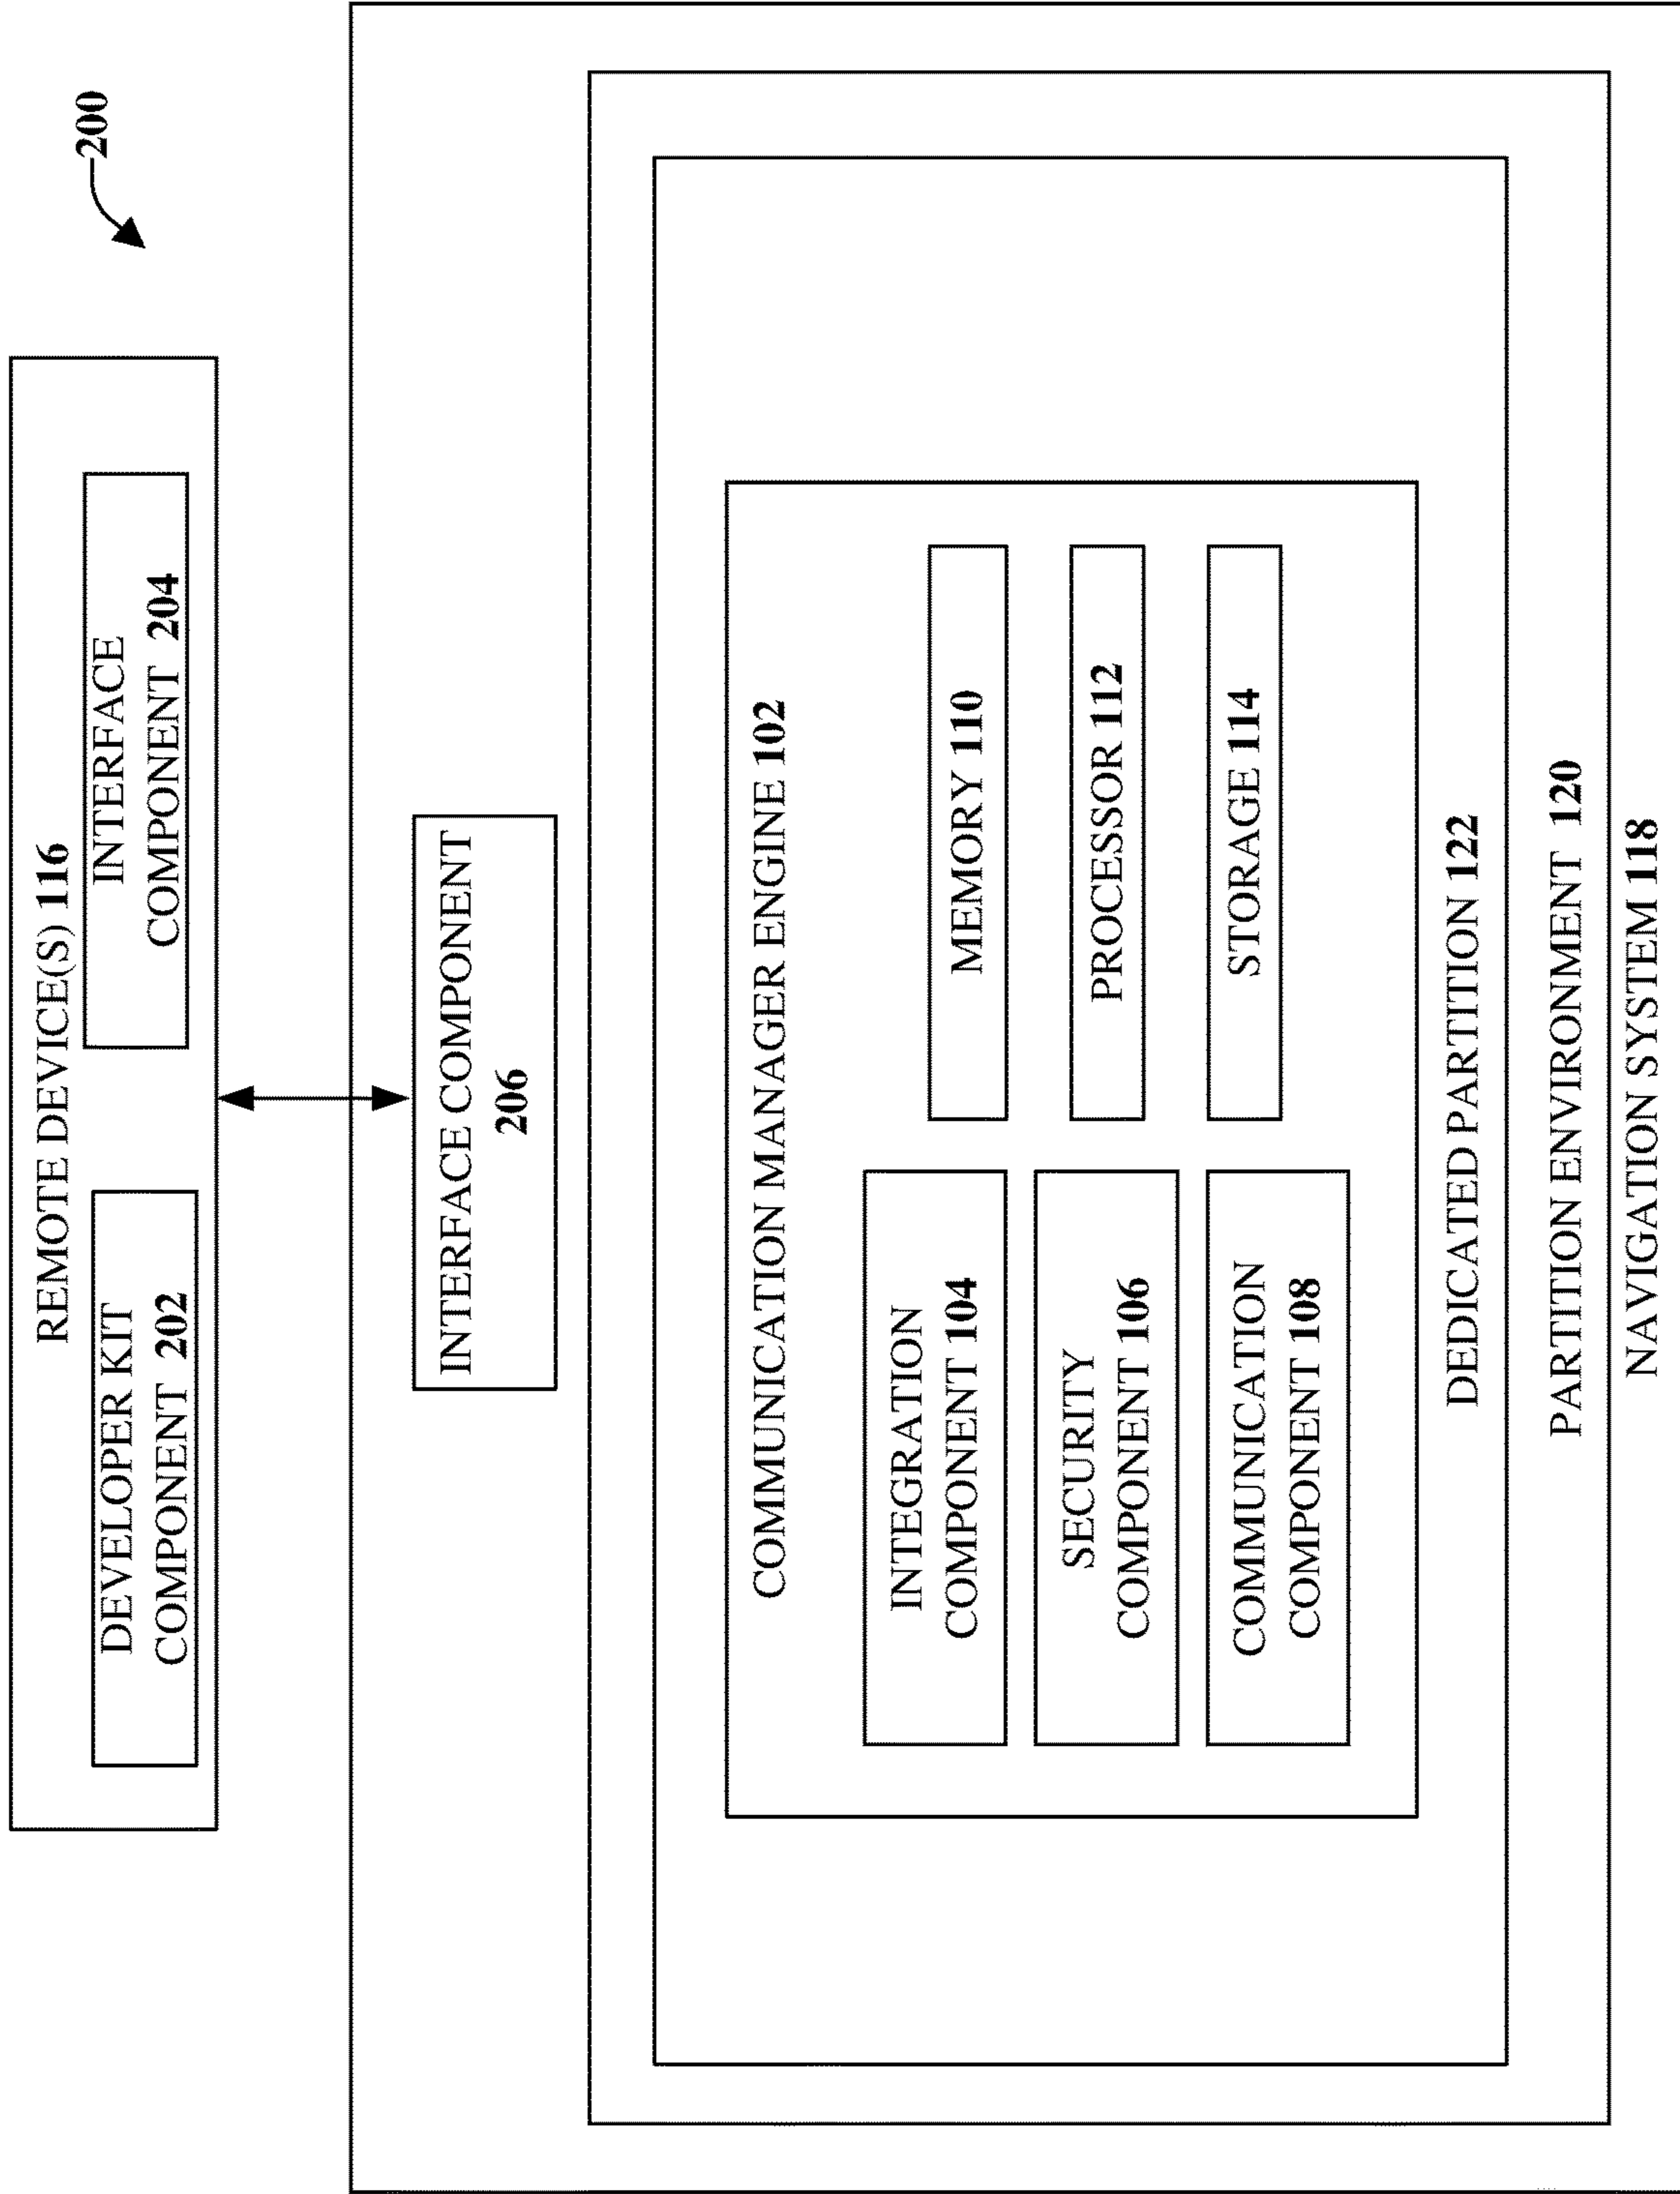 200
REMOTE DEVICE(S) 116
DEVELOPER KIT
COMPONENT 202
INTERFACE
COMPONENT 204
INTERFACE COMPONENT
206
COMMUNICATION MANAGER ENGINE 102
INTEGRATION
COMPONENT 104
SECURITY
COMPONENT 106
COMMUNICATION
COMPONENT 108
MEMORY 110
PROCESSOR 112
STORAGE 114
DEDICATED PARTITION 122
PARTITION ENVIRONMENT 120
NAVIGATION SYSTEM 118